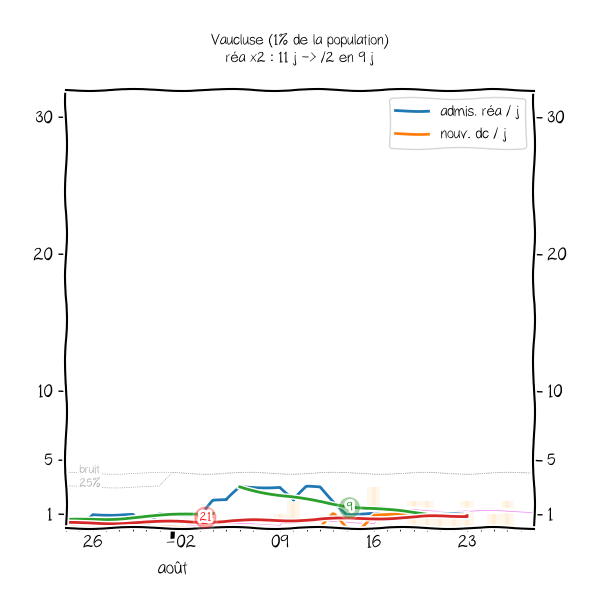 Vaucluse (1% de la population)
réa x2 : 11 j -> /2 en 9 j
admis. réa / j
nouv. dc / j
30 30
20 20
10 10
5 5
bruit
25%
1 1
21 9
26 02 09 16 23
août